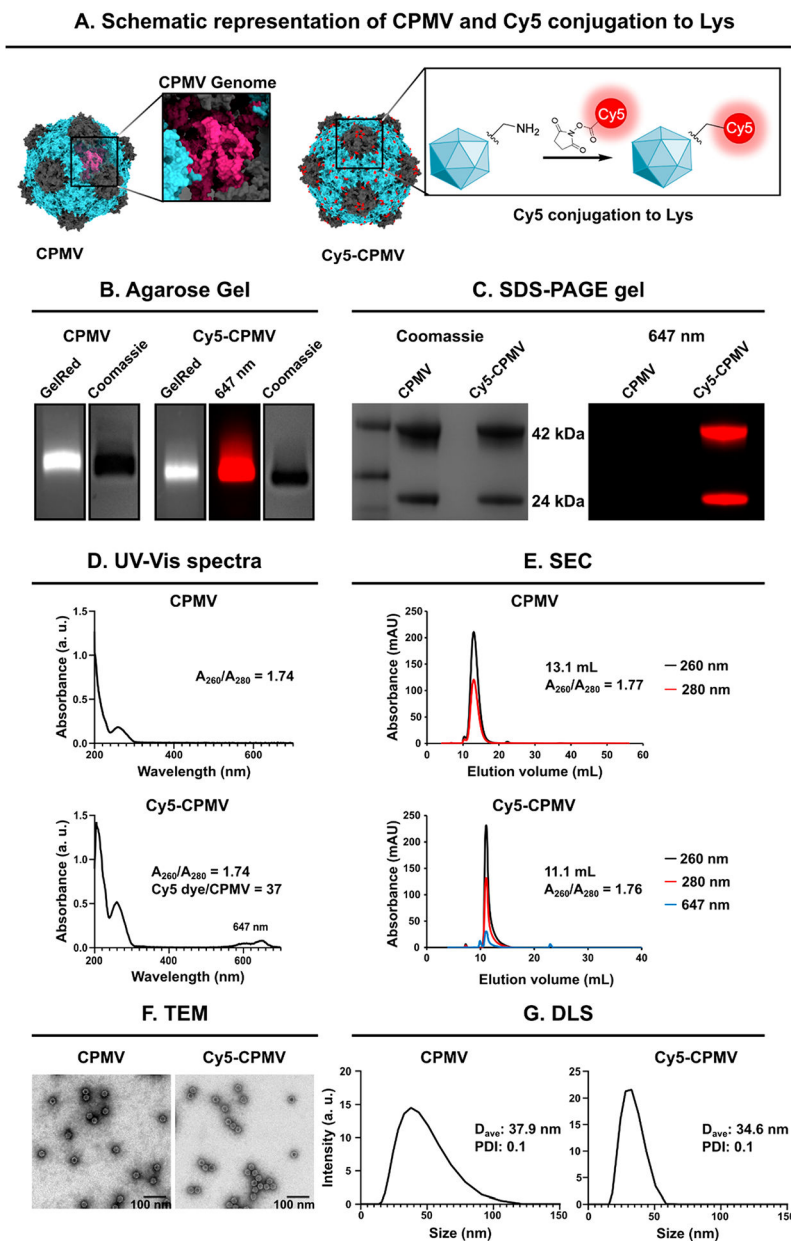 A. Schematic representation of CPMV and Cy5 conjugation to Lys
CPMV Genome
CPMV
Cy5-CPMV
NH2
N
O
O
O
O
Cy5
Cy5
Cy5 conjugation to Lys
B. Agarose Gel
CPMV
Cy5-CPMV
GelRed
Coomassie
GelRed
647 nm
Coomassie
C. SDS-PAGE gel
Coomassie
647 nm
CPMV
Cy5-CPMV
CPMV
Cy5-CPMV
42 kDa
24 kDa
D. UV-Vis spectra
CPMV
Absorbance (a. u.)
1.5
1.0
0.5
0.0
200
400
600
A260/A280 = 1.74
Wavelength (nm)
Cy5-CPMV
Absorbance (a. u.)
1.5
1.0
0.5
0.0
200
400
600
A260/A280 = 1.74
Cy5 dye/CPMV = 37
647 nm
Wavelength (nm)
E. SEC
CPMV
Absorbance (mAU)
250
200
150
100
50
0
0
10
20
30
40
50
60
13.1 mL
A260/A280 = 1.77
260 nm
280 nm
Elution volume (mL)
Cy5-CPMV
Absorbance (mAU)
250
200
150
100
50
0
0
10
20
30
40
11.1 mL
A260/A280 = 1.76
260 nm
280 nm
647 nm
Elution volume (mL)
F. TEM
CPMV
Cy5-CPMV
100 nm
100 nm
G. DLS
CPMV
Intensity (a. u.)
20
15
10
5
0
0
50
100
150
Dave: 37.9 nm
PDI: 0.1
Size (nm)
Cy5-CPMV
25
20
15
10
5
0
0
50
100
150
Dave: 34.6 nm
PDI: 0.1
Size (nm)